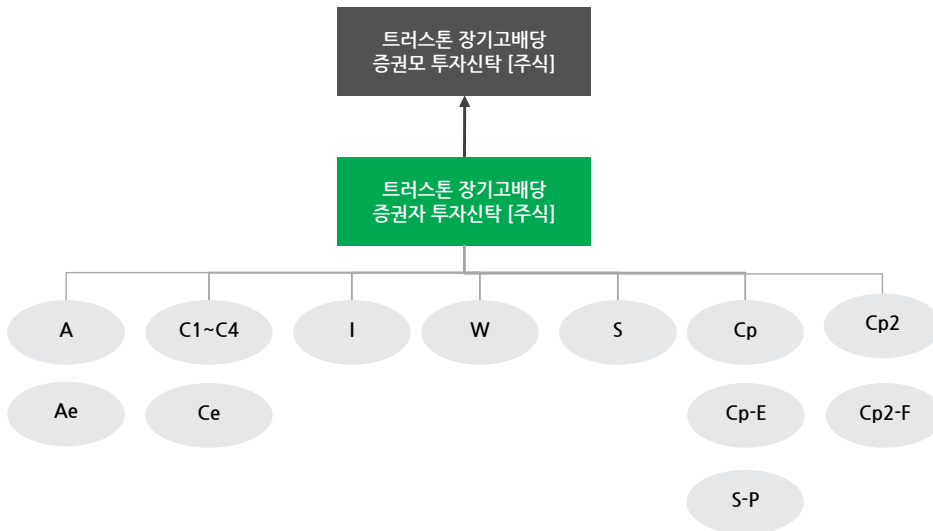 트러스톤 장기고배당
증권모 투자신탁 [주식]
트러스톤 장기고배당
증권자 투자신탁 [주식]
A
C1~C4
I
W
S
Cp
Cp2
Ae
Ce
Cp-E
Cp2-F
S-P